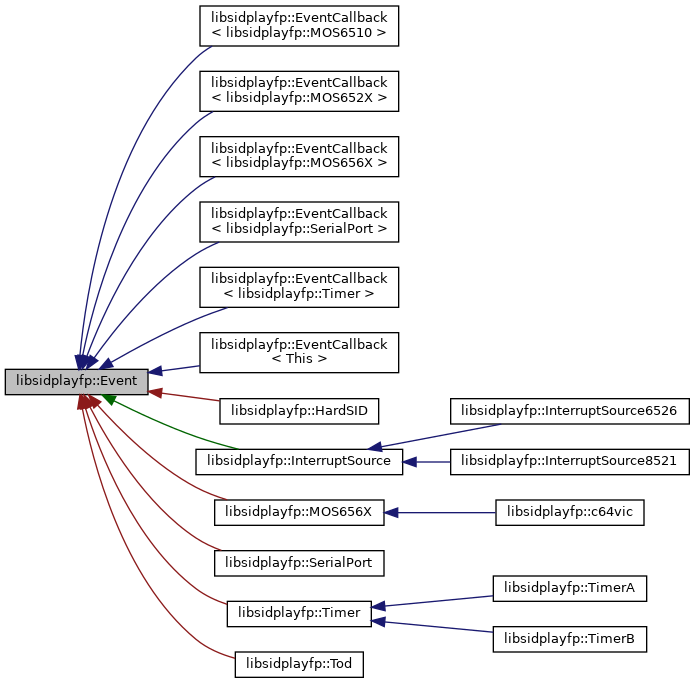 libsidplayfp::EventCallback
< libsidplayfp::MOS6510 >
libsidplayfp::EventCallback
< libsidplayfp::MOS652X >
libsidplayfp::EventCallback
< libsidplayfp::MOS656X >
libsidplayfp::EventCallback
< libsidplayfp::SerialPort >
libsidplayfp::EventCallback
< libsidplayfp::Timer >
libsidplayfp::EventCallback
< This >
libsidplayfp::Event
libsidplayfp::HardSID
libsidplayfp::InterruptSource6526
libsidplayfp::InterruptSource
libsidplayfp::InterruptSource8521
libsidplayfp::MOS656X
libsidplayfp::c64vic
libsidplayfp::SerialPort
libsidplayfp::TimerA
libsidplayfp::Timer
libsidplayfp::TimerB
libsidplayfp::Tod